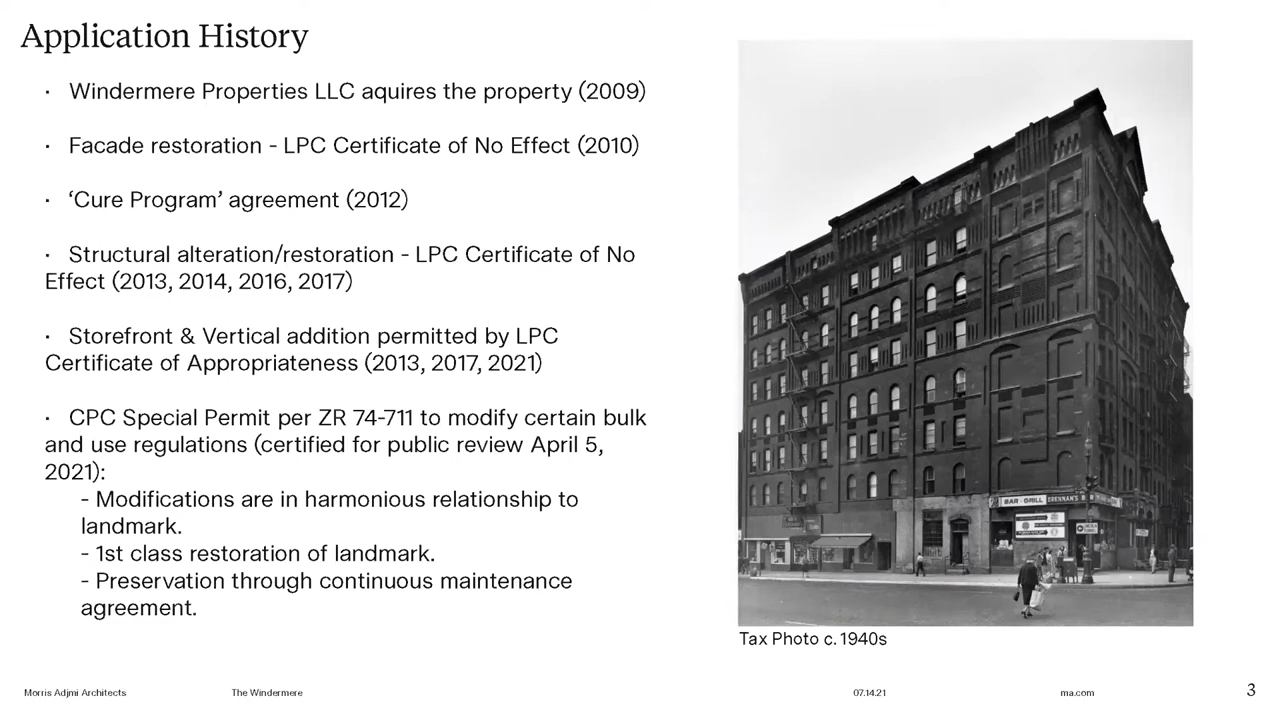 Application History
· Windermere Properties LLC aquires the property (2009)
· Facade restoration - LPC Certificate of No Effect (2010)
· ‘Cure Program’ agreement (2012)
· Structural alteration/restoration - LPC Certificate of No
Effect (2013, 2014, 2016, 2017)
· Storefront & Vertical addition permitted by LPC
Certificate of Appropriateness (2013, 2017, 2021)
· CPC Special Permit per ZR 74-711 to modify certain bulk
and use regulations (certified for public review April 5,
2021):
- Modifications are in harmonious relationship to
landmark.
- 1st class restoration of landmark.
- Preservation through continuous maintenance
agreement.
BAR - GRILL BRENNAN'S BAR
Tax Photo c. 1940s
Morris Adjmi Architects The Windermere 07.14.21 ma.com 3